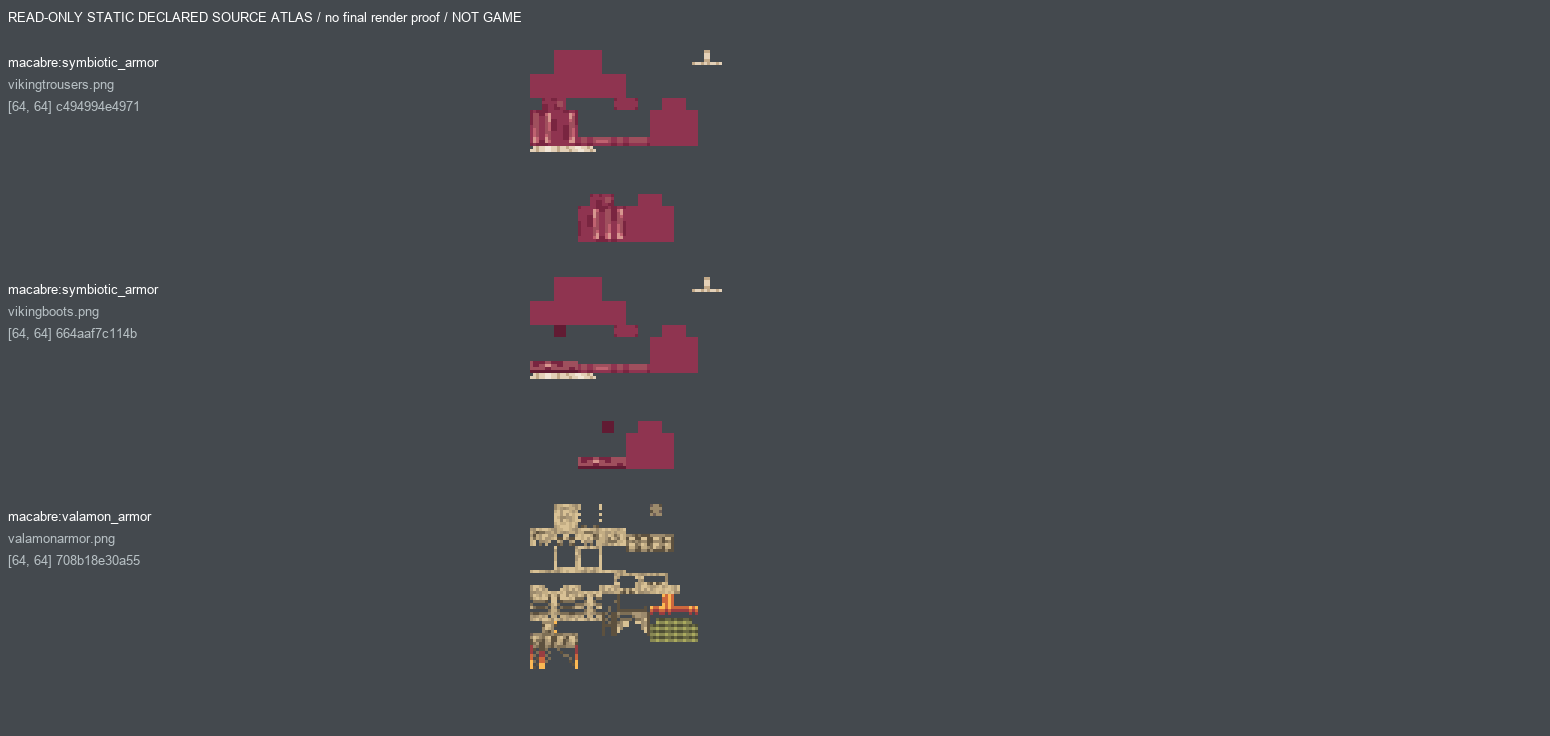 READ-ONLY STATIC DECLARED SOURCE ATLAS / no final render proof / NOT GAME
macabre:symbiotic_armor
vikingtrousers.png
[64, 64] c494994e4971
macabre:symbiotic_armor
vikingboots.png
[64, 64] 664aaf7c114b
macabre:valamon_armor
valamonarmor.png
[64, 64] 708b18e30a55